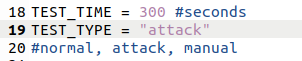 18 TEST_TIME = 300 #seconds
19 TEST_TYPE = "attack"
20 #normal, attack, manual